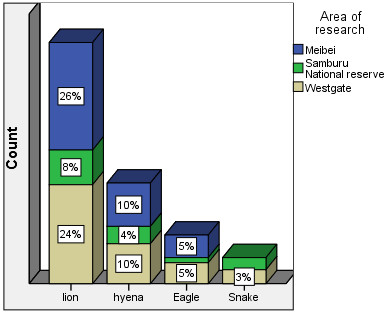 Area of
research
Meibei
Samburu
National reserve
Westgate
Count
26%
8%
24%
10%
4%
10%
5%
5%
3%
lion hyena Eagle Snake